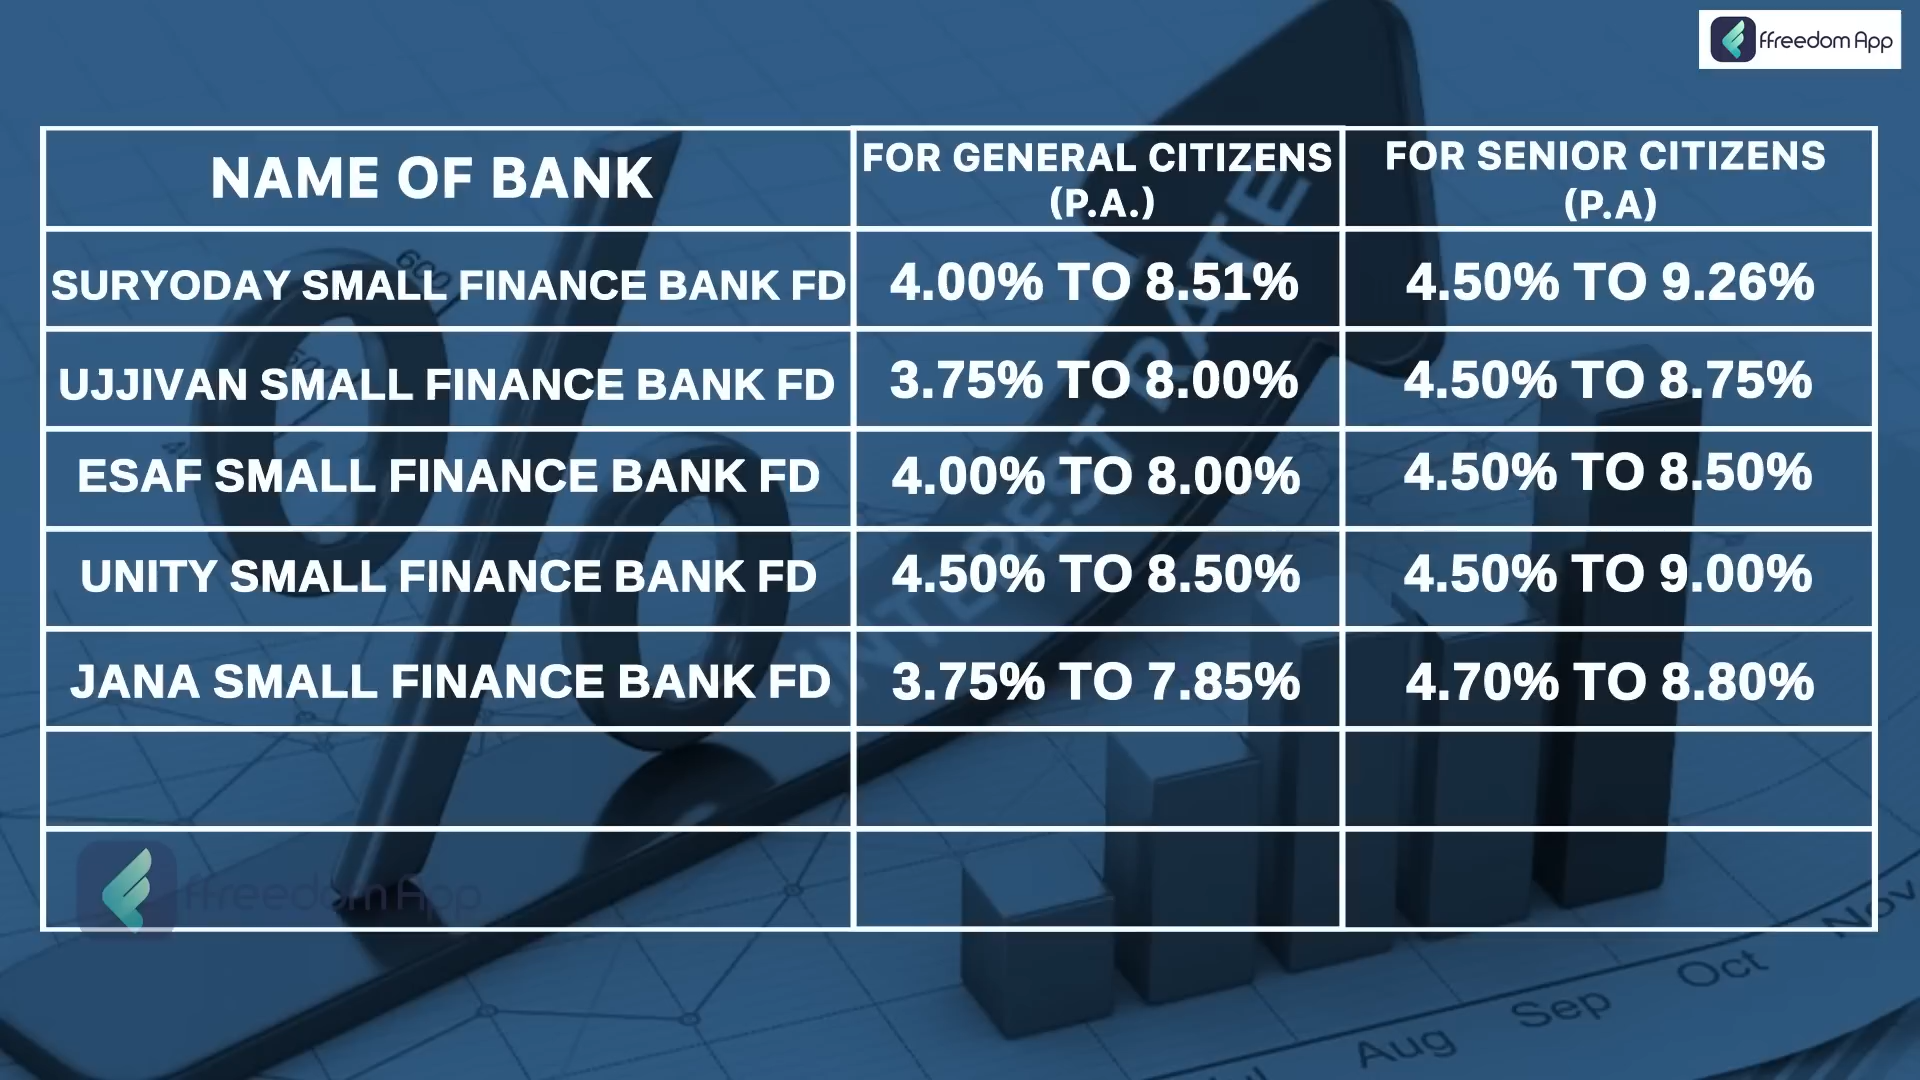 ffreedom App
NAME OF BANK
FOR GENERAL CITIZENS
(P.A.)
FOR SENIOR CITIZENS
(P.A)
SURYODAY SMALL FINANCE BANK FD
4.00% TO 8.51%
4.50% TO 9.26%
UJJIVAN SMALL FINANCE BANK FD
3.75% TO 8.00%
4.50% TO 8.75%
ESAF SMALL FINANCE BANK FD
4.00% TO 8.00%
4.50% TO 8.50%
UNITY SMALL FINANCE BANK FD
4.50% TO 8.50%
4.50% TO 9.00%
JANA SMALL FINANCE BANK FD
3.75% TO 7.85%
4.70% TO 8.80%
INTEREST RATE
600
ffreedom App
Aug
Sep
Oct
Nov